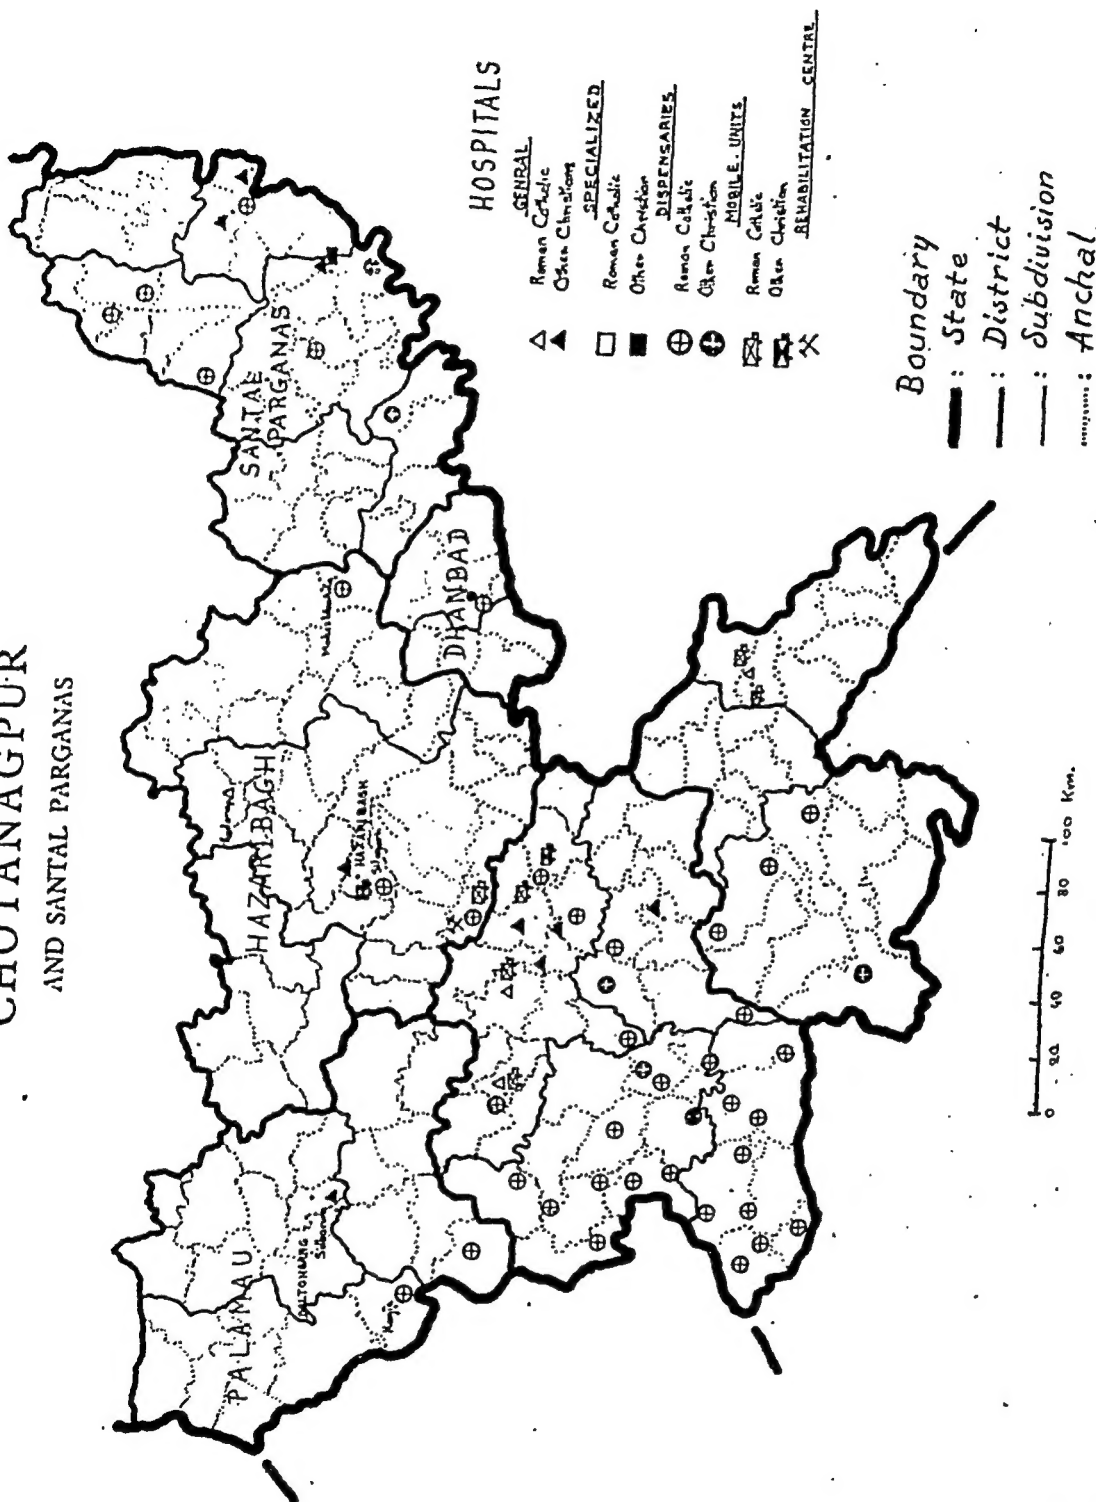 CHOTANAGPUR
AND SANTAL PARGANAS
PALAMAU
HAZARIBAGH
SANTAL
PARGANAS
DHANBAD
HAZARIBAGH
HOSPITALS
GENRAL
Roman Catholic
Other Christians
SPECIALIZED
Roman Catholic
Other Christian
DISPENSARIES
Roman Catholic
Other Christian
MOBILE.UNITS
Roman Catholic
Other Christian
REHABILITATION CENTRE
Boundary
: State
: District
: Subdivision
: Anchal
0 20 40 60 80 100 Km.